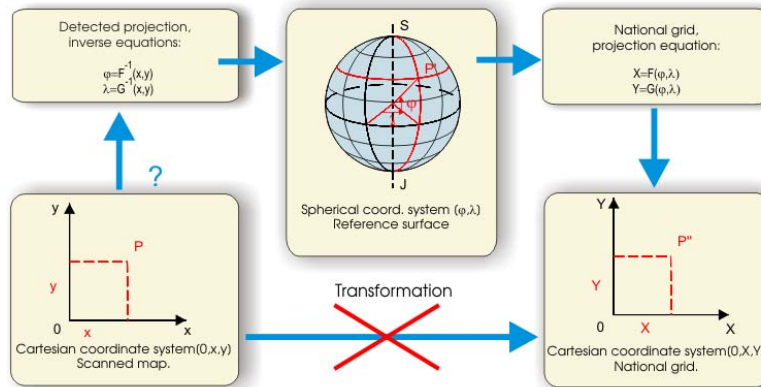 Detected projection,
inverse equations:
φ=F⁻¹(x,y)
λ=G⁻¹(x,y)
S
P'
φ
J
Spherical coord. system [φ,λ]
Reference surface
National grid,
projection equation:
X=F(φ,λ)
Y=G(φ,λ)
?
y
P
y
0
x
x
Cartesian coordinate system[0,x,y]
Scanned map.
Transformation
Y
P"
Y
0
X
X
Cartesian coordinate system[0,X,Y
National grid.